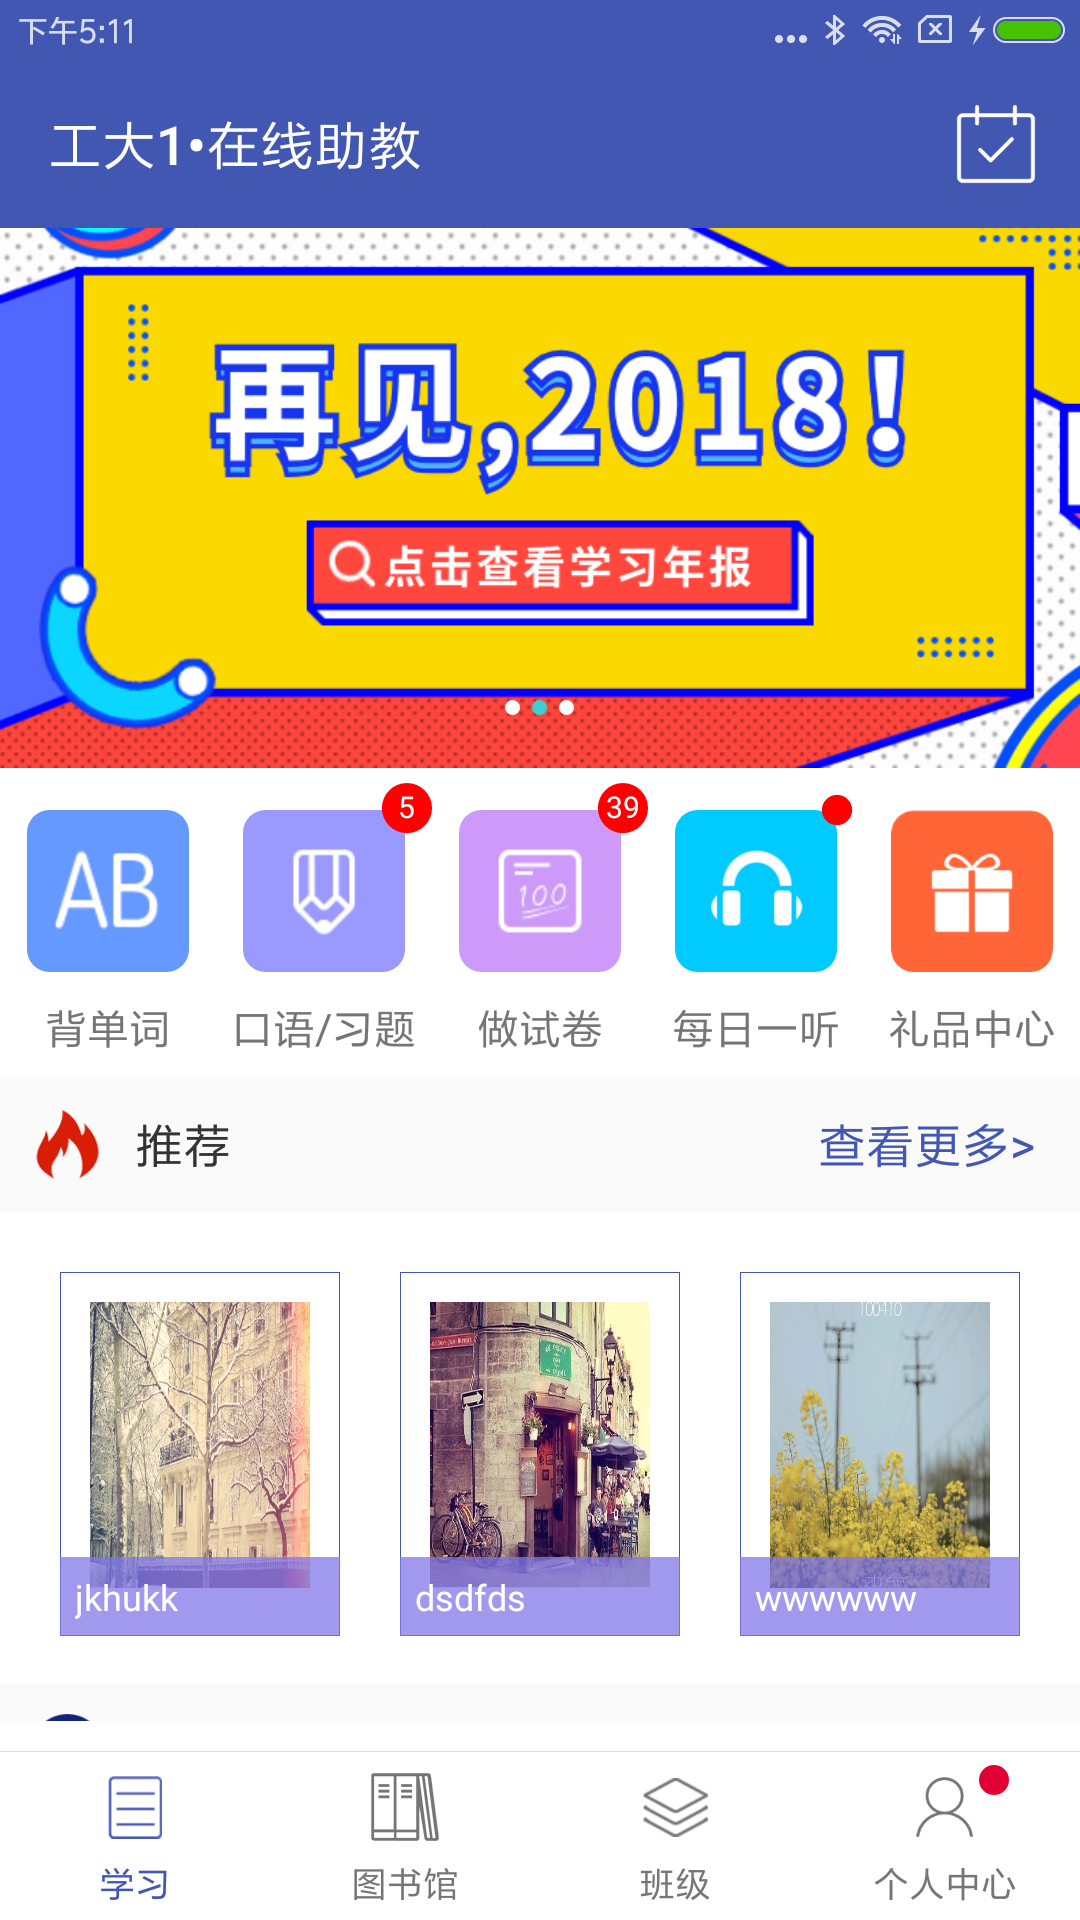 下午5:11
工大1•在线助教
再见,2018!
点击查看学习年报
5
39
AB
100
背单词
口语/习题
做试卷
每日一听
礼品中心
推荐
查看更多>
100410
jkhukk
dsdfds
wwwwww
学习
图书馆
班级
个人中心